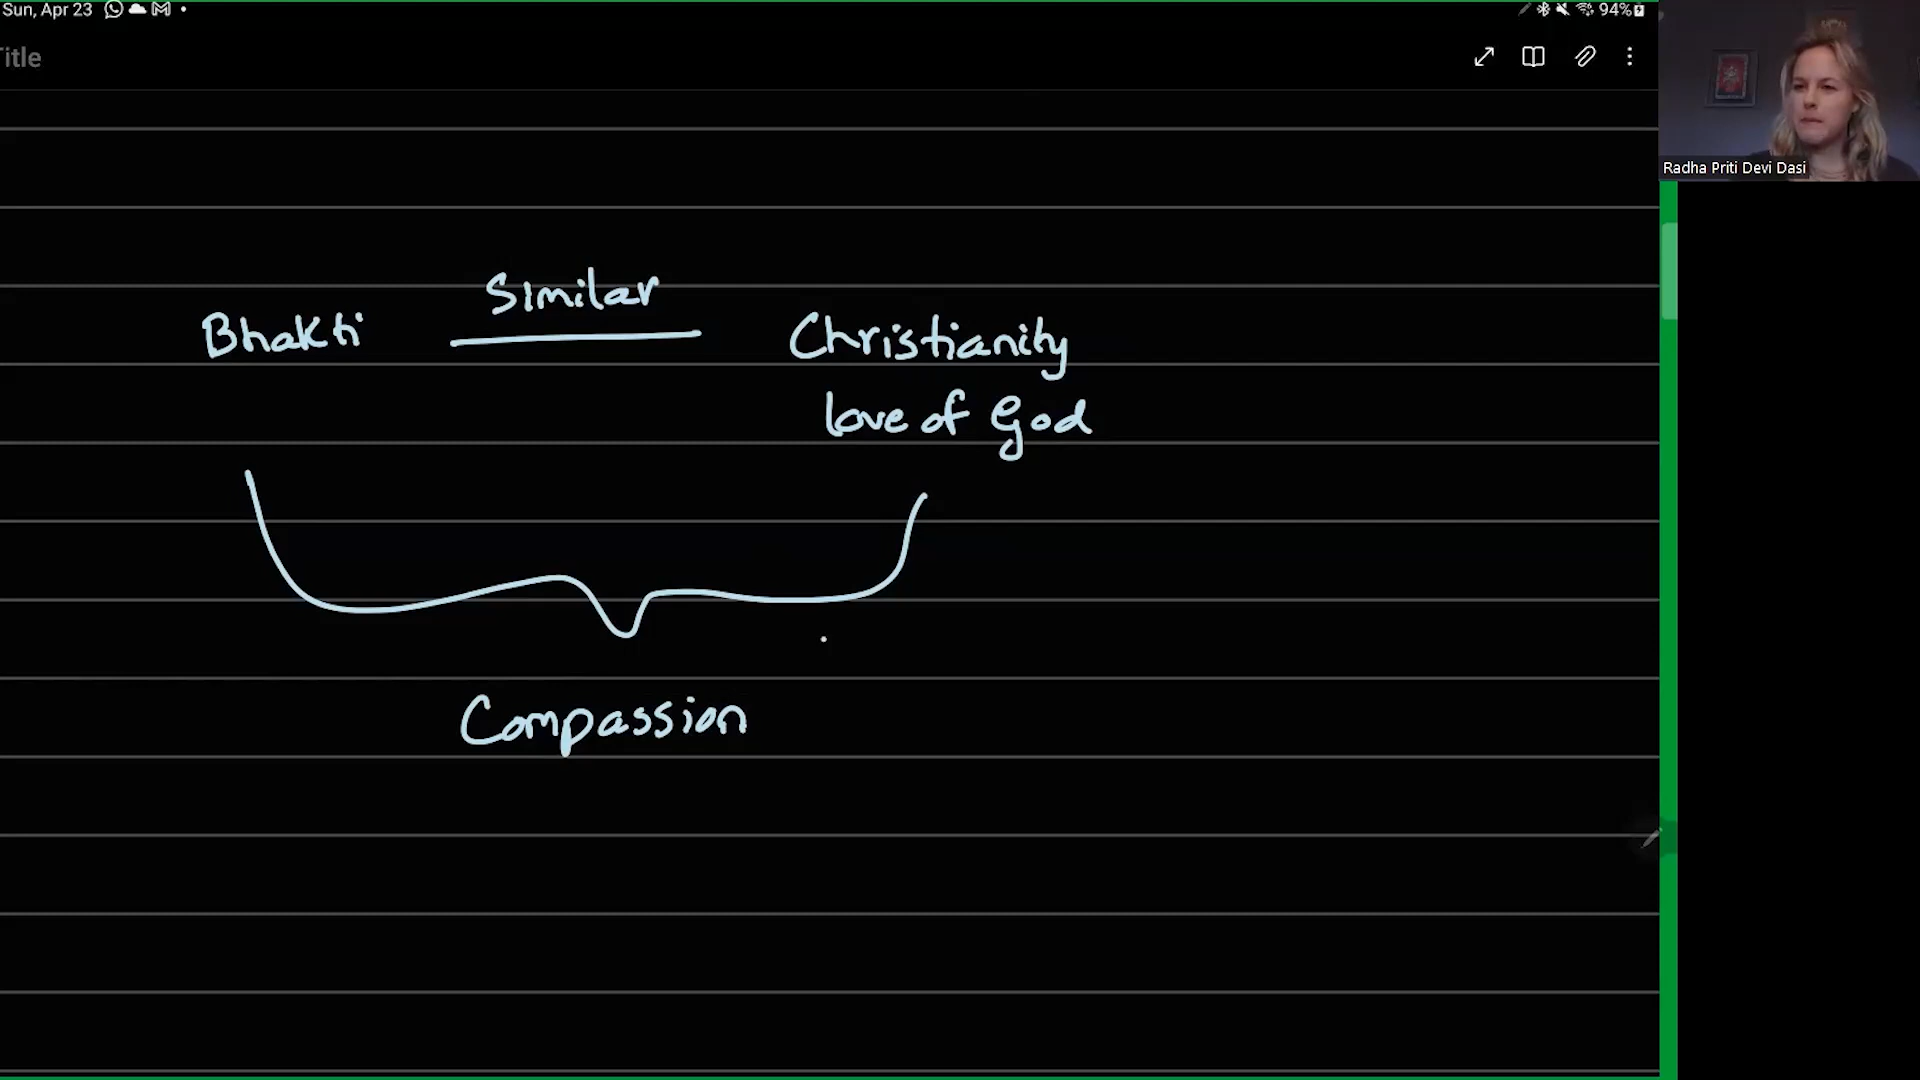 Sun, Apr 23
94%
Title
Radha Priti Devi Dasi
Similar
Bhakti Christianity
love of God
Compassion